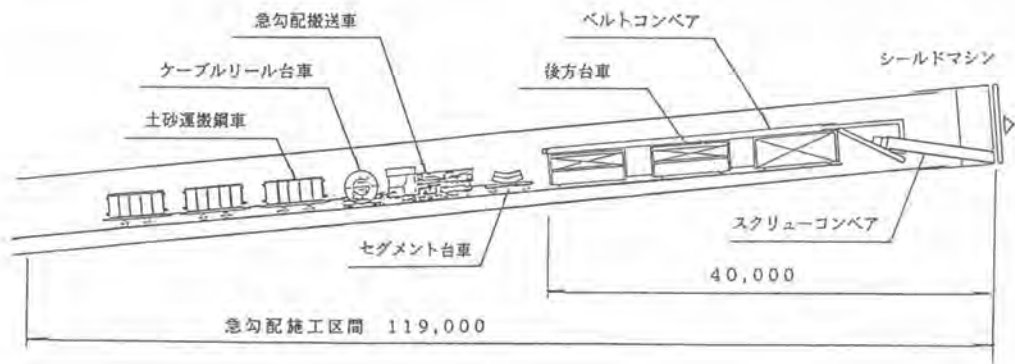 急勾配搬送車
ベルトコンベア
ケーブルリール台車
後方台車
シールドマシン
土砂運搬鋼車
スクリューコンベア
セグメント台車
40,000
急勾配施工区間 119,000